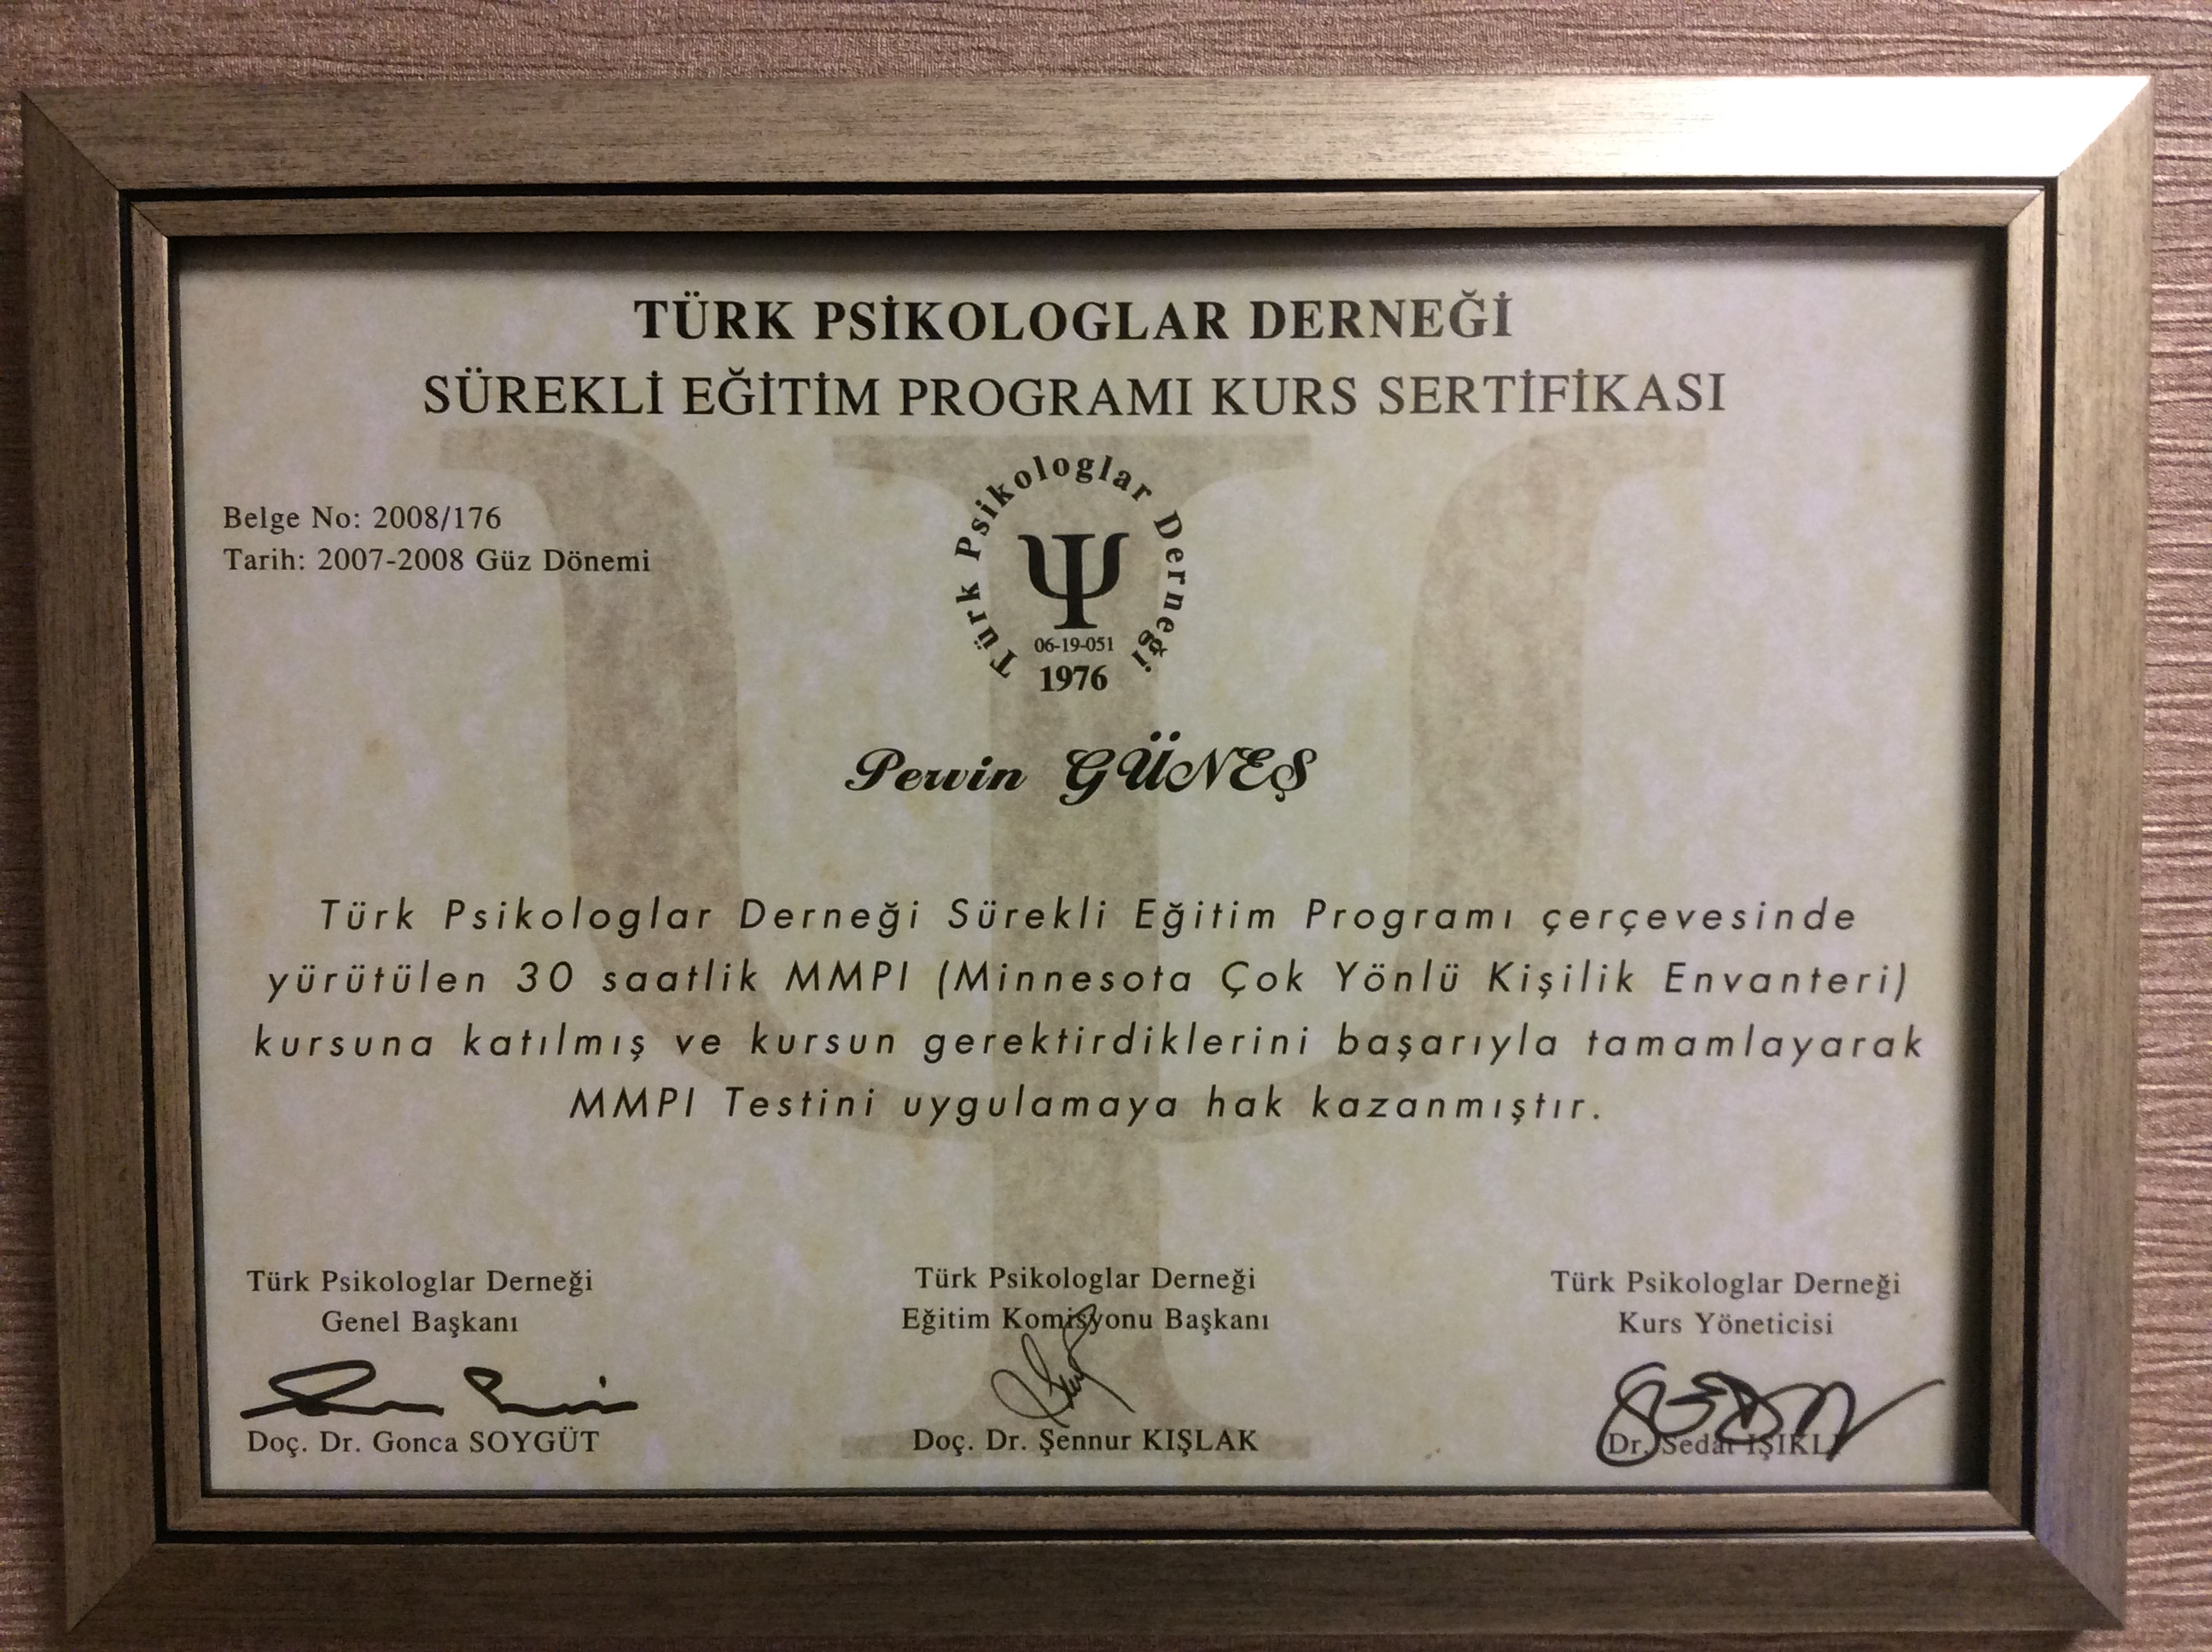 TÜRK PSİKOLOGLAR DERNEĞİ
SÜREKLİ EĞİTİM PROGRAMI KURS SERTİFİKASI
Belge No: 2008/176
Tarih: 2007-2008 Güz Dönemi
Türk Psikologlar Derneği
Ψ
06-19-051
1976
Pervin GÜNEŞ
Türk Psikologlar Derneği Sürekli Eğitim Programı çerçevesinde
yürütülen 30 saatlik MMPI (Minnesota Çok Yönlü Kişilik Envanteri)
kursuna katılmış ve kursun gerektirdiklerini başarıyla tamamlayarak
MMPI Testini uygulamaya hak kazanmıştır.
Türk Psikologlar Derneği
Genel Başkanı
Doç. Dr. Gonca SOYGÜT
Türk Psikologlar Derneği
Eğitim Komisyonu Başkanı
Doç. Dr. Şennur KIŞLAK
Türk Psikologlar Derneği
Kurs Yöneticisi
Dr. Sedat IŞIKLI